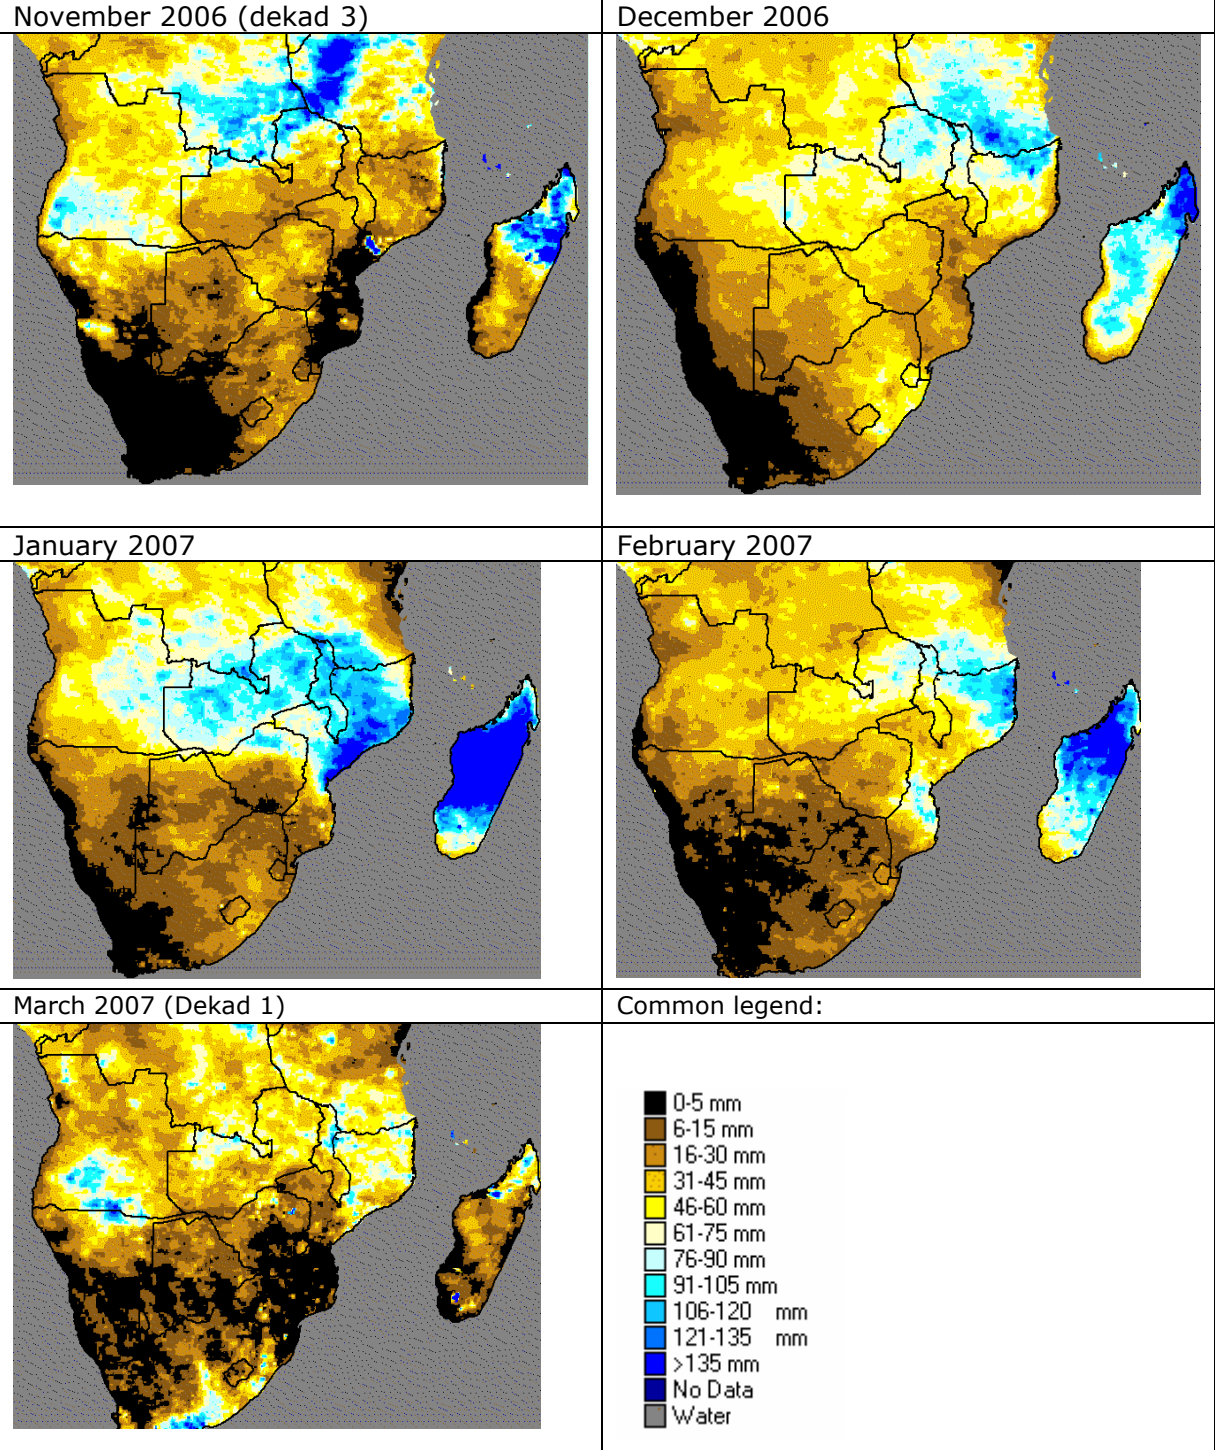 November 2006 (dekad 3)
December 2006
January 2007
February 2007
March 2007 (Dekad 1)
Common legend:
0-5 mm
6-15 mm
16-30 mm
31-45 mm
46-60 mm
61-75 mm
76-90 mm
91-105 mm
106-120 mm
121-135 mm
>135 mm
No Data
Water